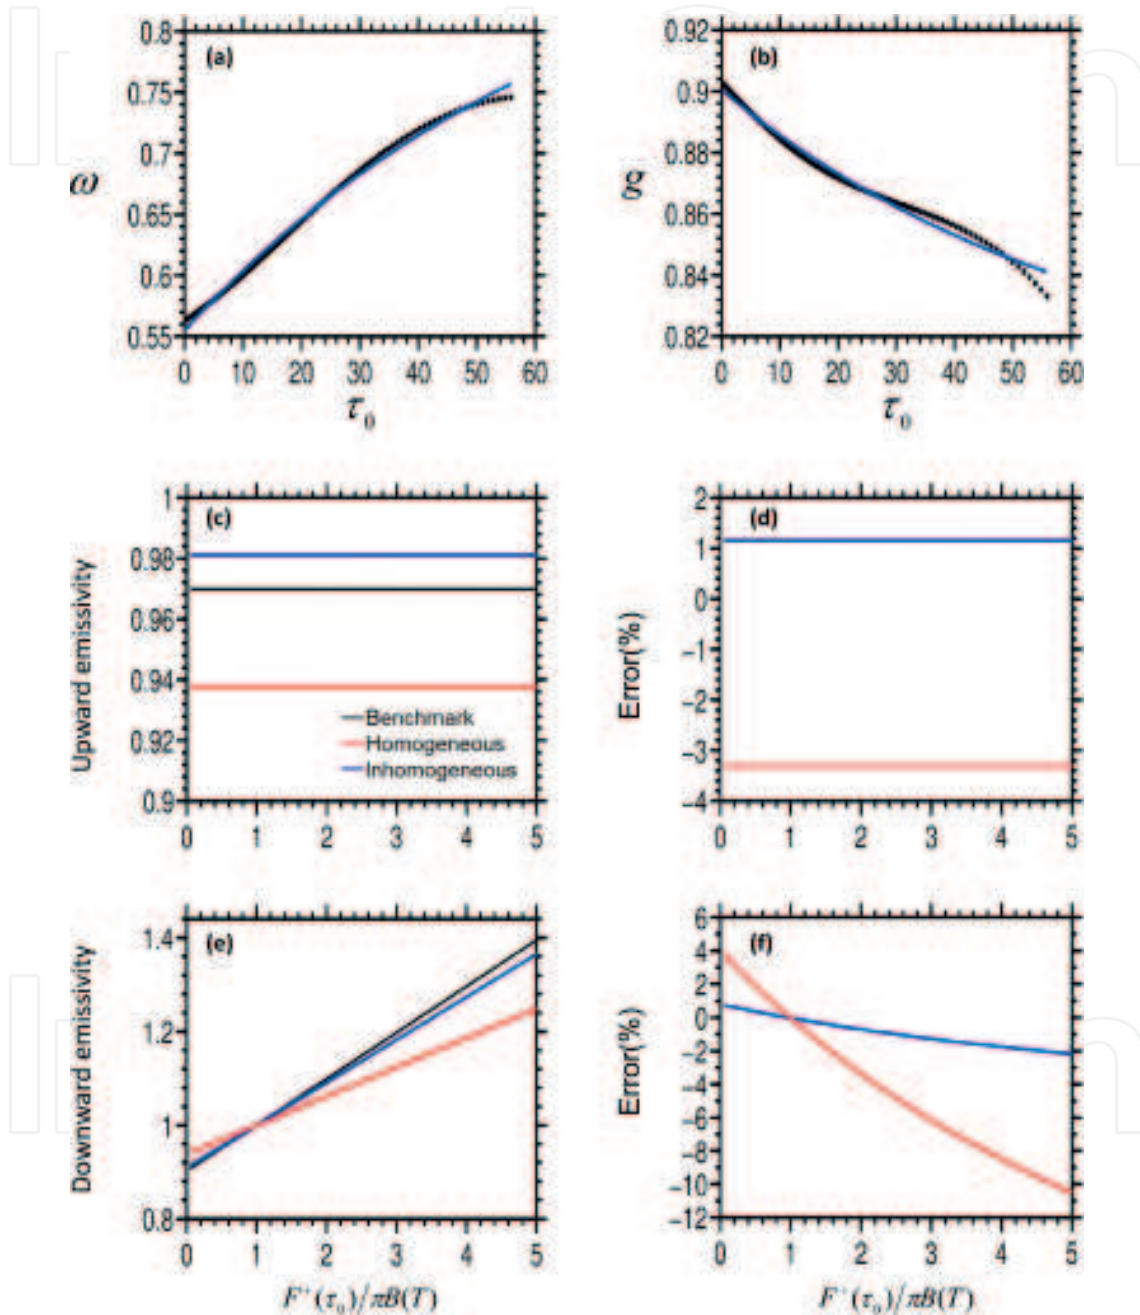 (a)
0.8
0.75
0.7
0.65
0.6
0.55
ω
0 10 20 30 40 50 60
τ₀
(b)
0.92
0.9
0.88
0.86
0.84
0.82
g
0 10 20 30 40 50 60
τ₀
(c)
1
0.98
0.96
0.94
0.92
0.9
Upward emissivity
Benchmark
Homogeneous
Inhomogeneous
0 1 2 3 4 5
(d)
2
1
0
−1
−2
−3
−4
Error(%)
0 1 2 3 4 5
(e)
1.4
1.2
1
0.8
Downward emissivity
0 1 2 3 4 5
F⁺(τ₀)/πB(T)
(f)
6
4
2
0
−2
−4
−6
−8
−10
−12
Error(%)
0 1 2 3 4 5
F⁺(τ₀)/πB(T)